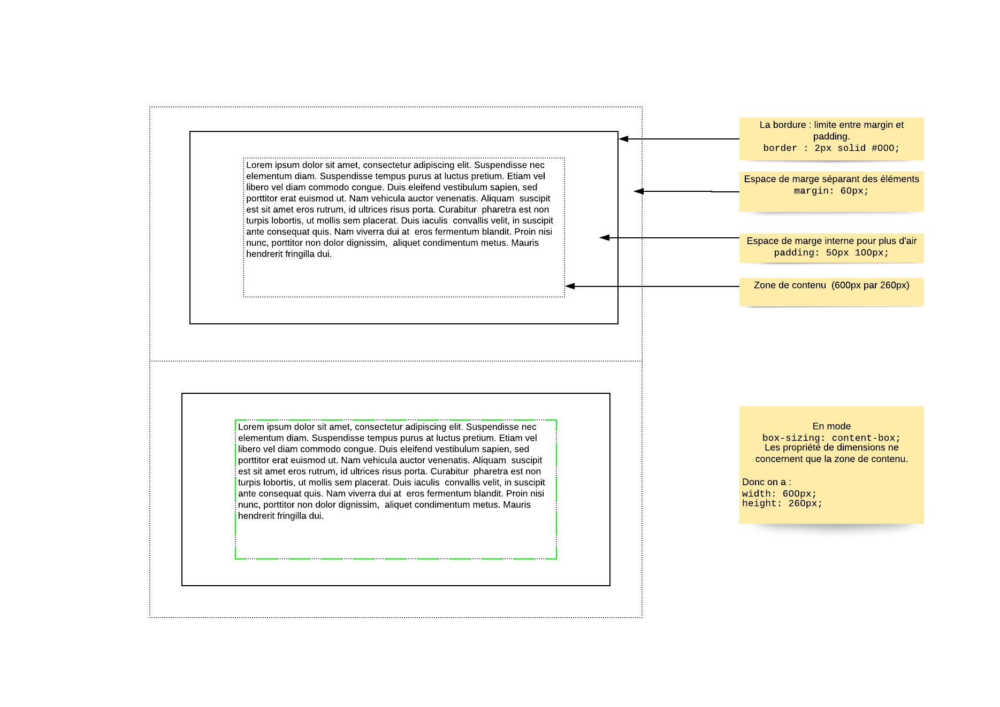 Lorem ipsum dolor sit amet, consectetur adipiscing elit. Suspendisse nec
elementum diam. Suspendisse tempus purus at luctus pretium. Etiam vel
libero vel diam commodo congue. Duis eleifend vestibulum sapien, sed
porttitor erat euismod ut. Nam vehicula auctor venenatis. Aliquam  suscipit
est sit amet eros rutrum, id ultrices risus porta. Curabitur  pharetra est non
turpis lobortis, ut mollis sem placerat. Duis iaculis  convallis velit, in suscipit
ante consequat quis. Nam viverra dui at  eros fermentum blandit. Proin nisi
nunc, porttitor non dolor dignissim,  aliquet condimentum metus. Mauris
hendrerit fringilla dui.
La bordure : limite entre margin et
padding.
border : 2px solid #000;
Espace de marge séparant des éléments
margin: 60px;
Espace de marge interne pour plus d'air
padding: 50px 100px;
Zone de contenu  (600px par 260px)
Lorem ipsum dolor sit amet, consectetur adipiscing elit. Suspendisse nec
elementum diam. Suspendisse tempus purus at luctus pretium. Etiam vel
libero vel diam commodo congue. Duis eleifend vestibulum sapien, sed
porttitor erat euismod ut. Nam vehicula auctor venenatis. Aliquam  suscipit
est sit amet eros rutrum, id ultrices risus porta. Curabitur  pharetra est non
turpis lobortis, ut mollis sem placerat. Duis iaculis  convallis velit, in suscipit
ante consequat quis. Nam viverra dui at  eros fermentum blandit. Proin nisi
nunc, porttitor non dolor dignissim,  aliquet condimentum metus. Mauris
hendrerit fringilla dui.
En mode
box-sizing: content-box;
Les propriété de dimensions ne
concernent que la zone de contenu.
Donc on a :
width: 600px;
height: 260px;